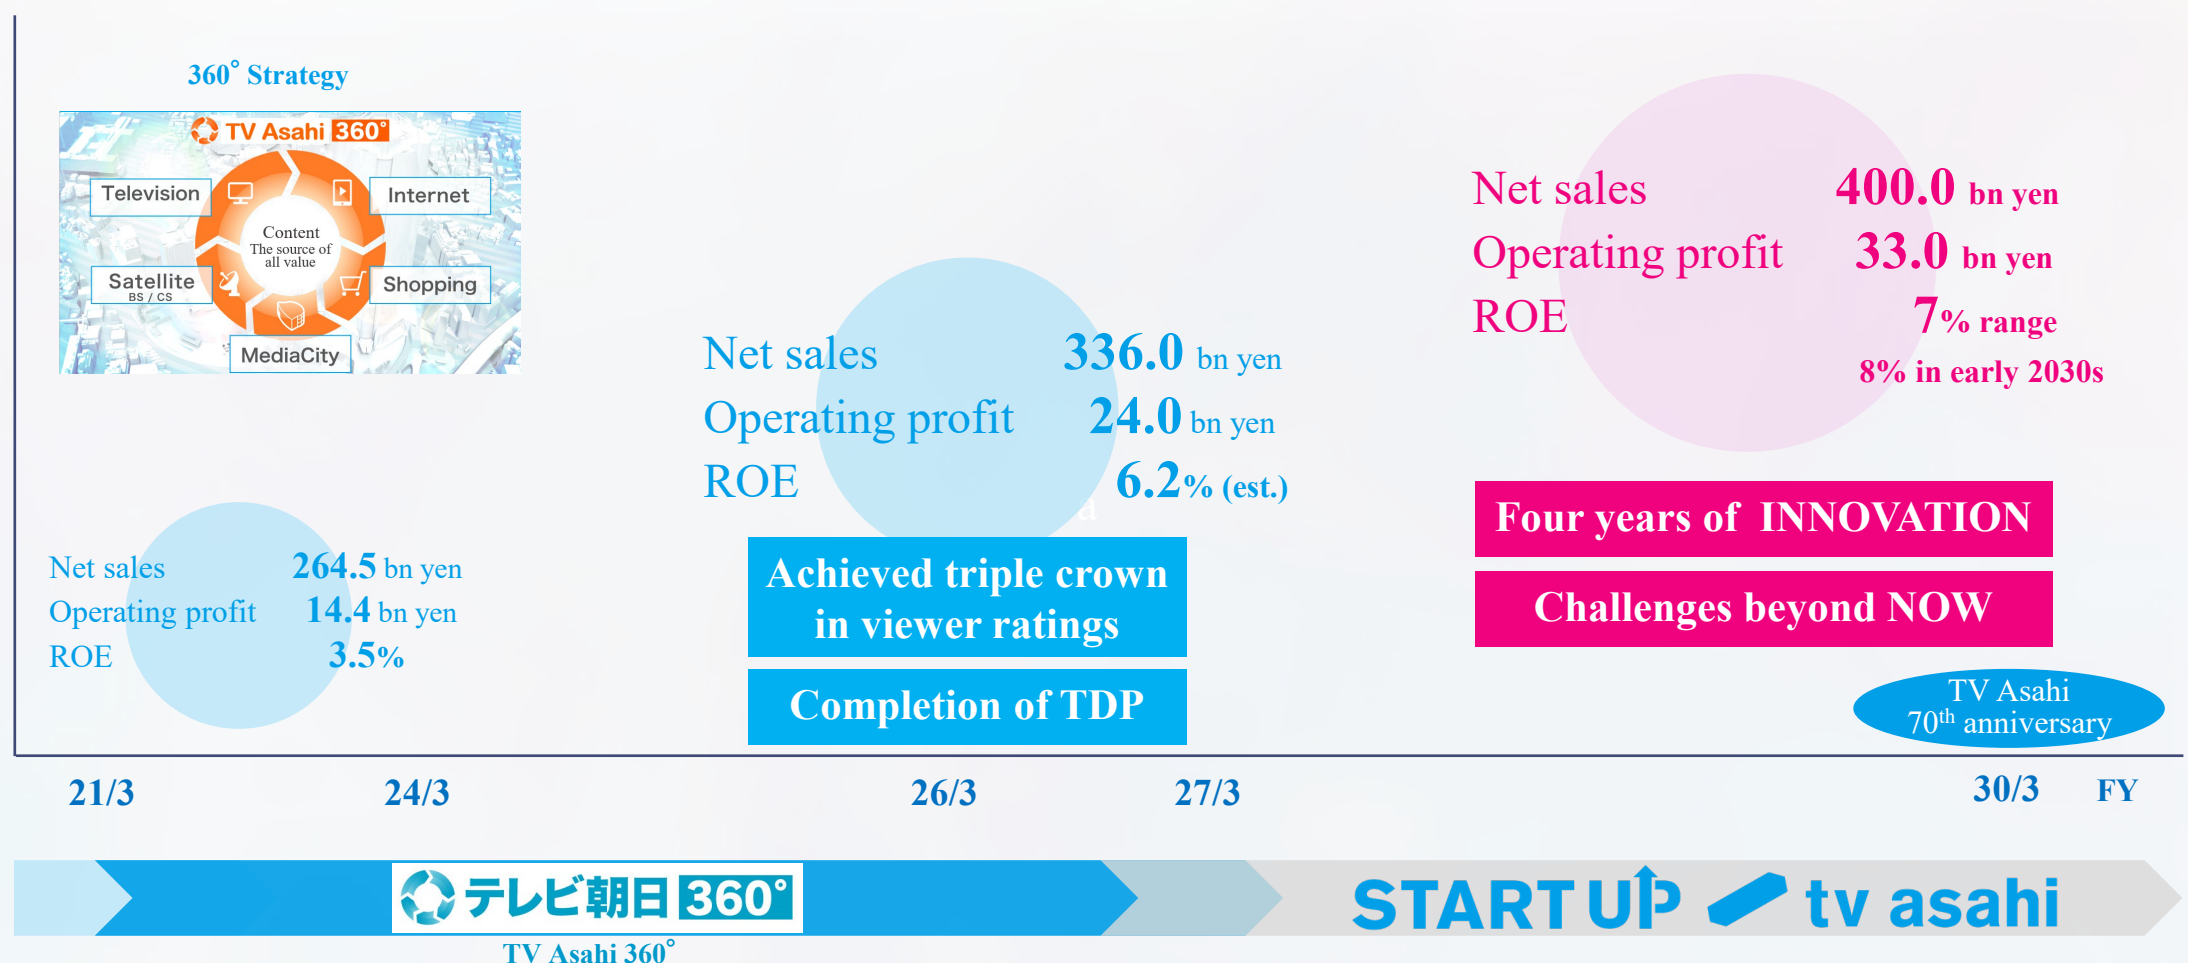 360° Strategy
TV Asahi 360°
Television
Internet
Content
The source of
all value
Satellite
BS / CS
Shopping
MediaCity
Net sales 264.5 bn yen
Operating profit 14.4 bn yen
ROE 3.5%
Net sales 336.0 bn yen
Operating profit 24.0 bn yen
ROE 6.2% (est.)
a
Achieved triple crown
in viewer ratings
Completion of TDP
Net sales 400.0 bn yen
Operating profit 33.0 bn yen
ROE 7% range
8% in early 2030s
Four years of INNOVATION
Challenges beyond NOW
TV Asahi
70th anniversary
21/3 24/3 26/3 27/3 30/3 FY
テレビ朝日 360°
TV Asahi 360°
START UP tv asahi